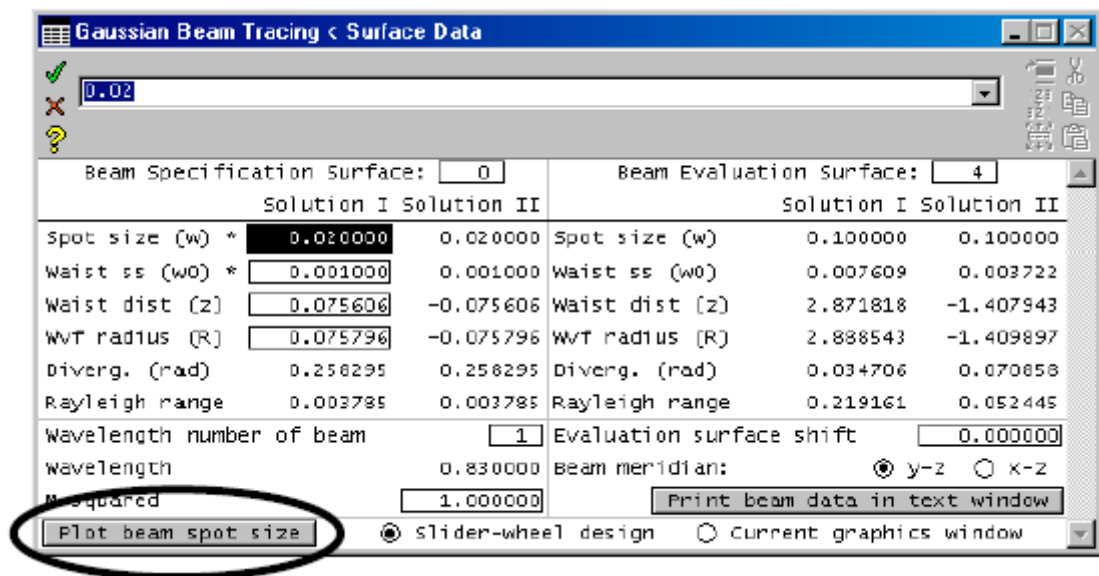 Gaussian Beam Tracing < Surface Data
0.02
Beam Specification Surface: 0 Beam Evaluation Surface: 4
Solution I Solution II Solution I Solution II
Spot size (w) * 0.020000 0.020000 Spot size (w) 0.100000 0.100000
Waist ss (w0) * 0.001000 0.001000 Waist ss (w0) 0.007609 0.003722
Waist dist (z) 0.075606 -0.075606 Waist dist (z) 2.871818 -1.407943
Wvf radius (R) 0.075796 -0.075796 Wvf radius (R) 2.888543 -1.409897
Diverg. (rad) 0.258295 0.258295 Diverg. (rad) 0.034706 0.070858
Rayleigh range 0.003785 0.003785 Rayleigh range 0.219161 0.052445
Wavelength number of beam 1 Evaluation surface shift 0.000000
Wavelength 0.830000 Beam meridian: y-z x-z
M-squared 1.000000 Print beam data in text window
Plot beam spot size Slider-wheel design Current graphics window